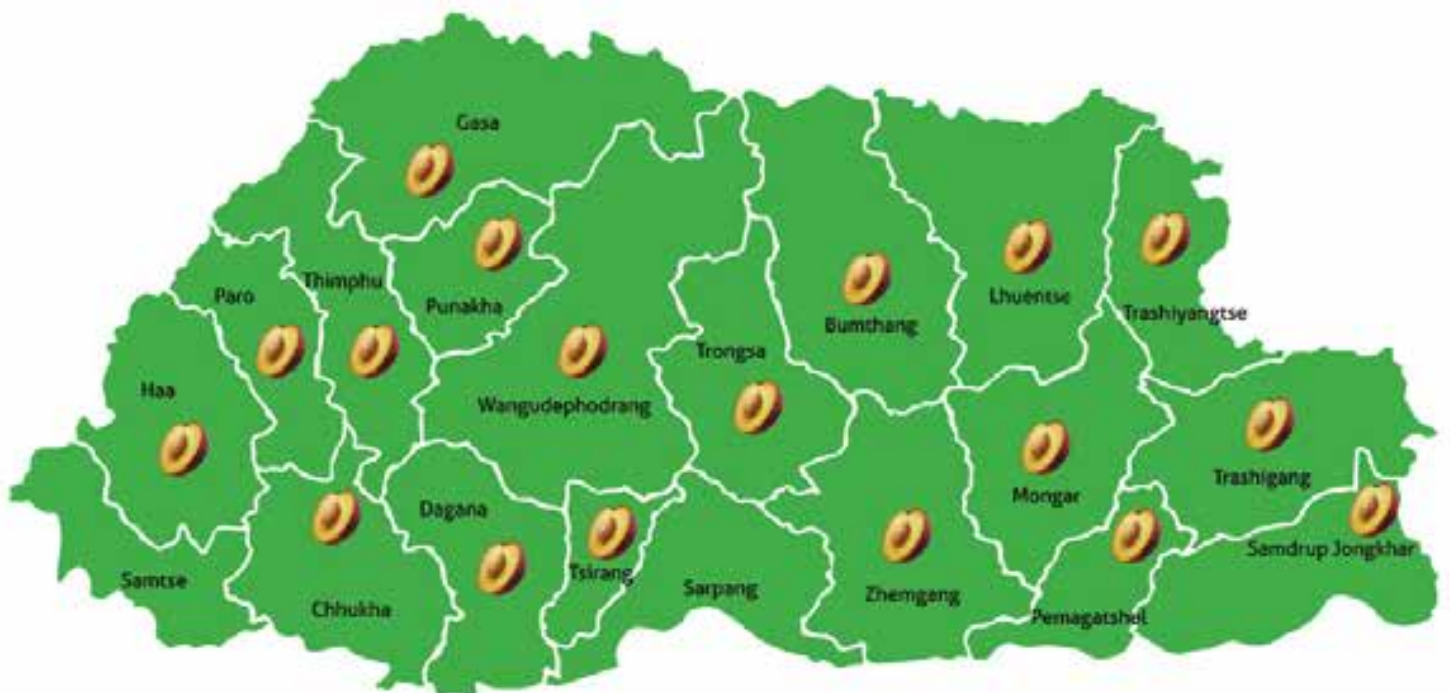 Gasa
Thimphu
Paro
Punakha
Haa
Wangudephodrang
Trongsa
Bumthang
Lhuentse
Trashiyangtse
Dagana
Tsirang
Samtse
Chhukha
Sarpang
Zhemgang
Mongar
Trashigang
Pemagatshel
Samdrup Jongkhar